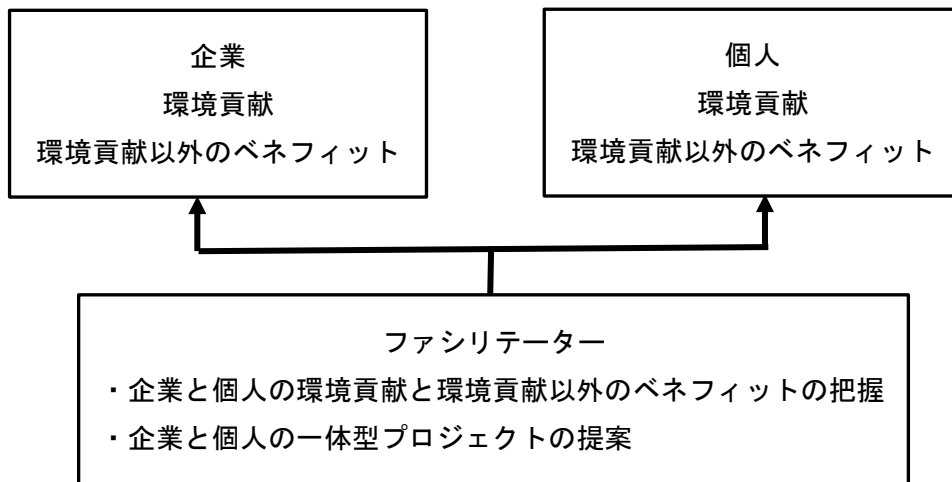 企業
環境貢献
環境貢献以外のベネフィット
個人
環境貢献
環境貢献以外のベネフィット
ファシリテーター
・企業と個人の環境貢献と環境貢献以外のベネフィットの把握
・企業と個人の一体型プロジェクトの提案